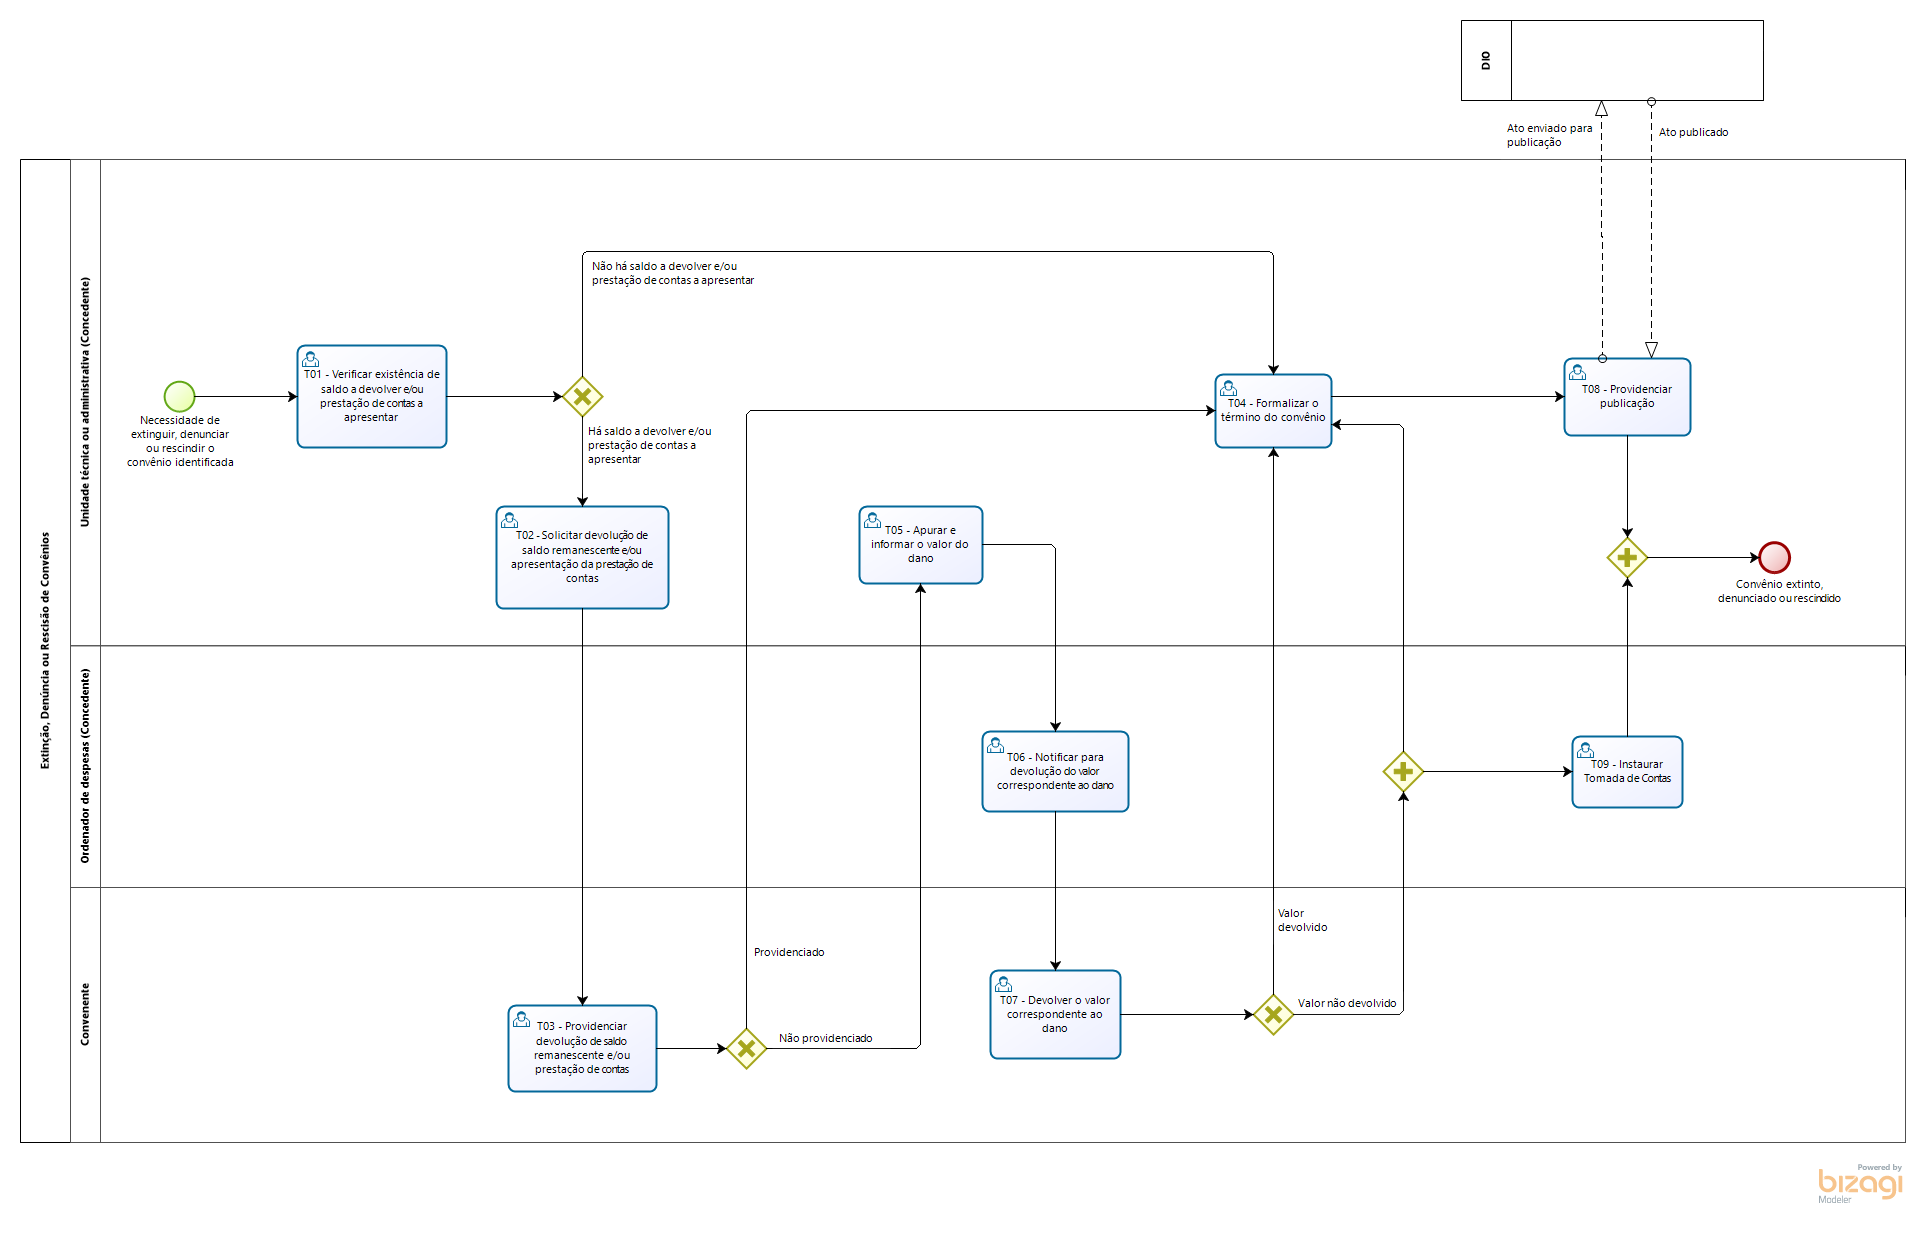 DIO
Ato enviado para
publicação
Ato publicado
Extinção, Denúncia ou Rescisão de Convênios
Unidade técnica ou administrativa (Concedente)
Não há saldo a devolver e/ou
prestação de contas a apresentar
T01 - Verificar existência de
saldo a devolver e/ou
prestação de contas a
apresentar
Necessidade de
extinguir, denunciar
ou rescindir o
convênio identificada
Há saldo a devolver e/ou
prestação de contas a
apresentar
T04 - Formalizar o
término do convênio
T08 - Providenciar
publicação
T02 - Solicitar devolução de
saldo remanescente e/ou
apresentação da prestação de
contas
T05 - Apurar e
informar o valor do
dano
Convênio extinto,
denunciado ou rescindido
Ordenador de despesas (Concedente)
T06 - Notificar para
devolução do valor
correspondente ao dano
T09 - Instaurar
Tomada de Contas
Convenente
Valor
devolvido
Providenciado
T07 - Devolver o valor
correspondente ao
dano
Valor não devolvido
T03 - Providenciar
devolução de saldo
remanescente e/ou
prestação de contas
Não providenciado
Powered by
bizagi
Modeler